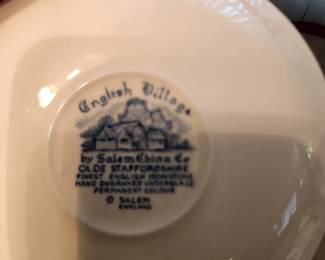 English Village
by Salem China Co
OLDE STAFFORDSHIRE
FINEST ENGLISH IRONSTONE
HAND ENGRAVED UNDERGLAZE
PERMANENT COLOUR
© SALEM
ENGLAND